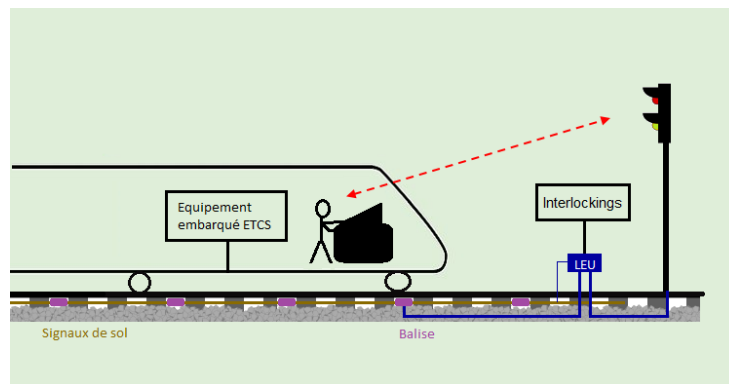 Equipement
embarqué ETCS
Interlockings
LEU
Signaux de sol
Balise